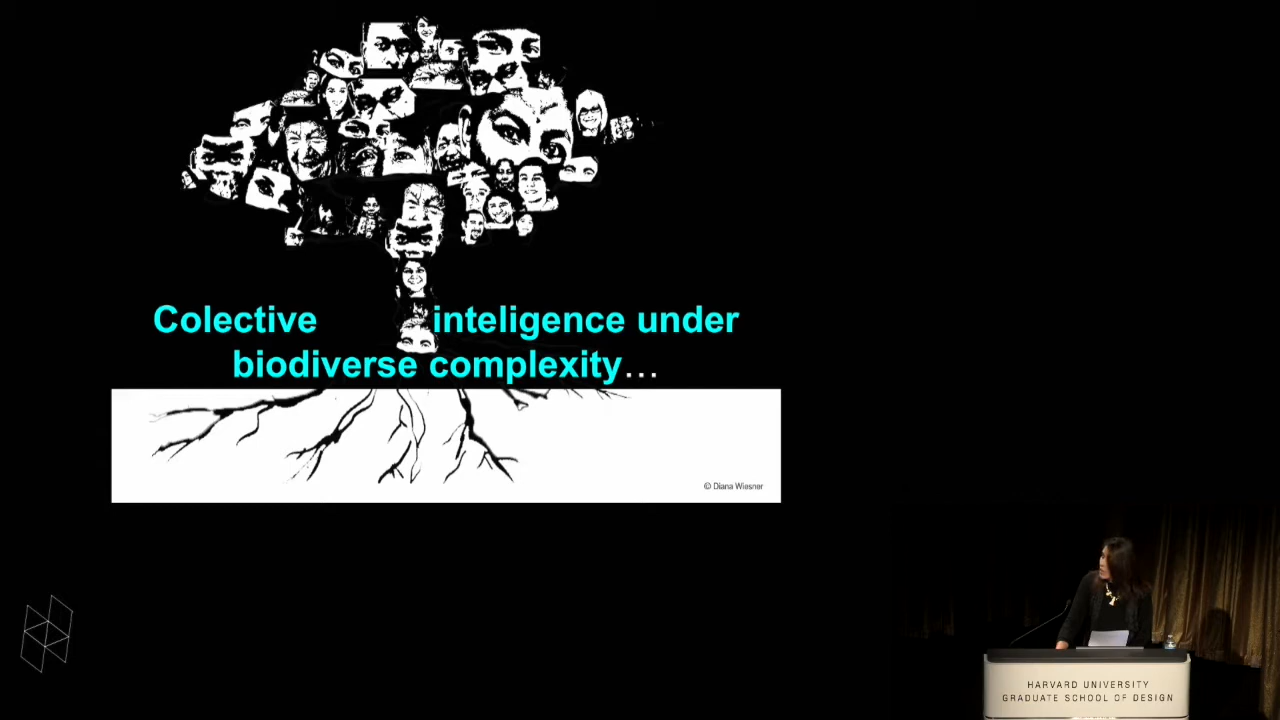 Colective inteligence under
biodiverse complexity...
© Diana Wiesner
HARVARD UNIVERSITY
GRADUATE SCHOOL OF DESIGN